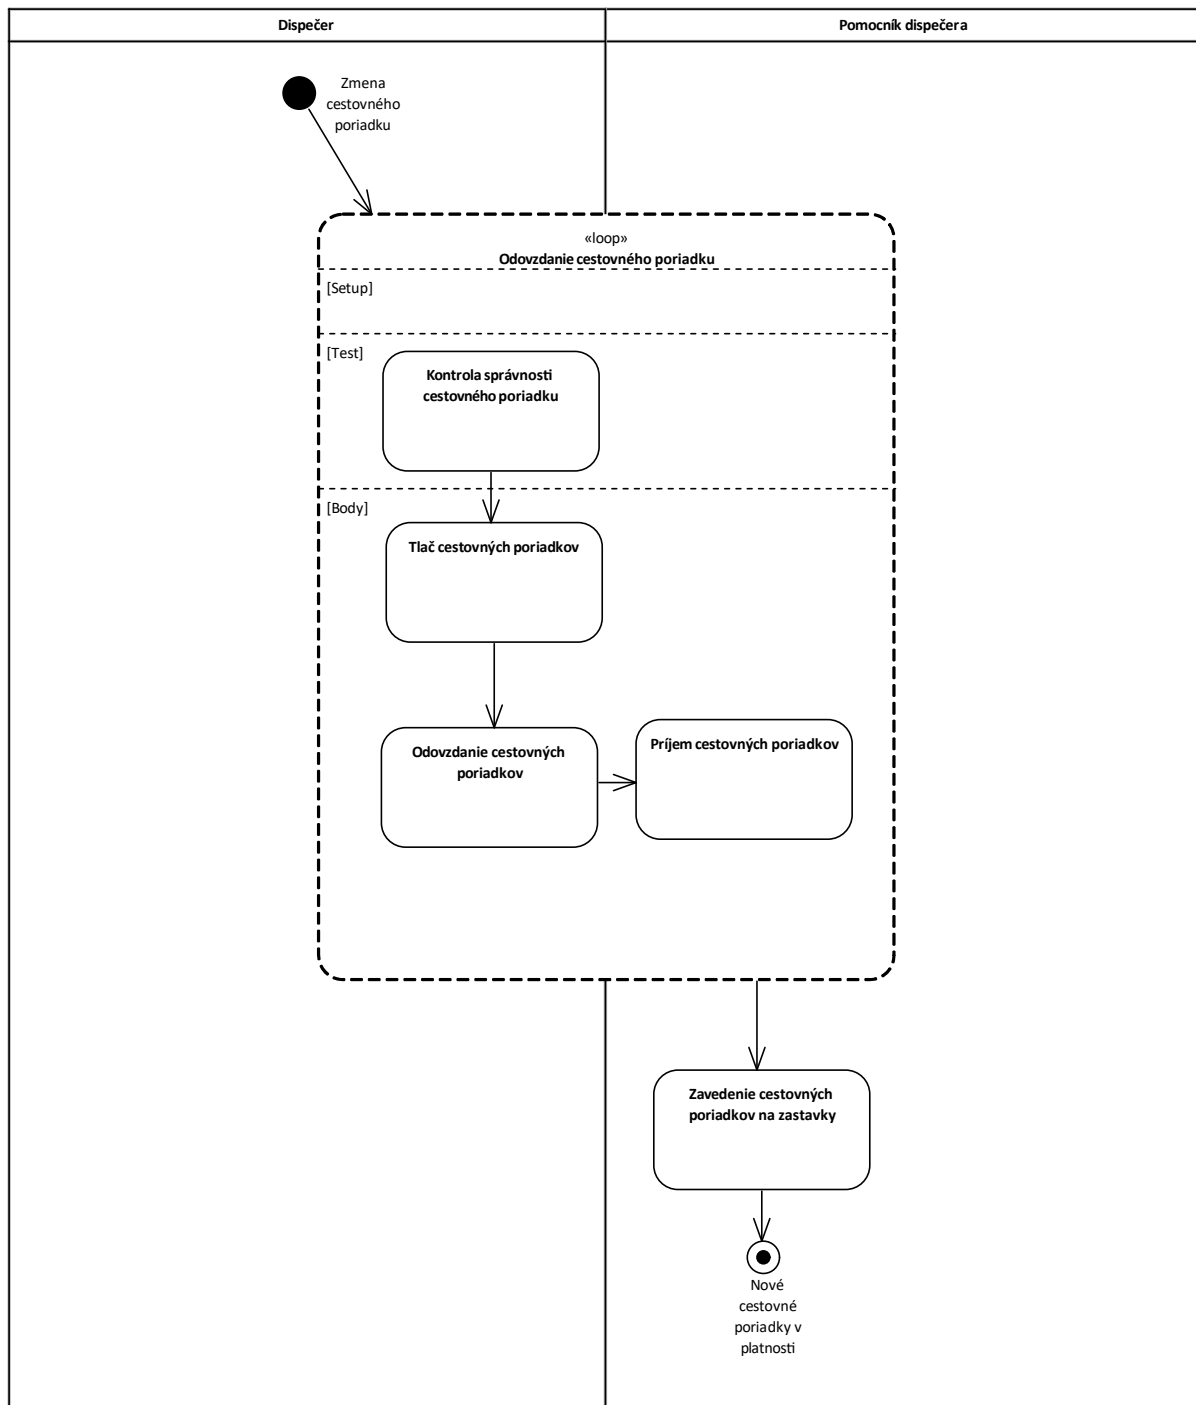 Dispečer
Pomocník dispečera
Zmena
cestovného
poriadku
«loop»
Odovzdanie cestovného poriadku
[Setup]
[Test]
Kontrola správnosti
cestovného poriadku
[Body]
Tlač cestovných poriadkov
Odovzdanie cestovných
poriadkov
Príjem cestovných poriadkov
Zavedenie cestovných
poriadkov na zastavky
Nové
cestovné
poriadky v
platnosti